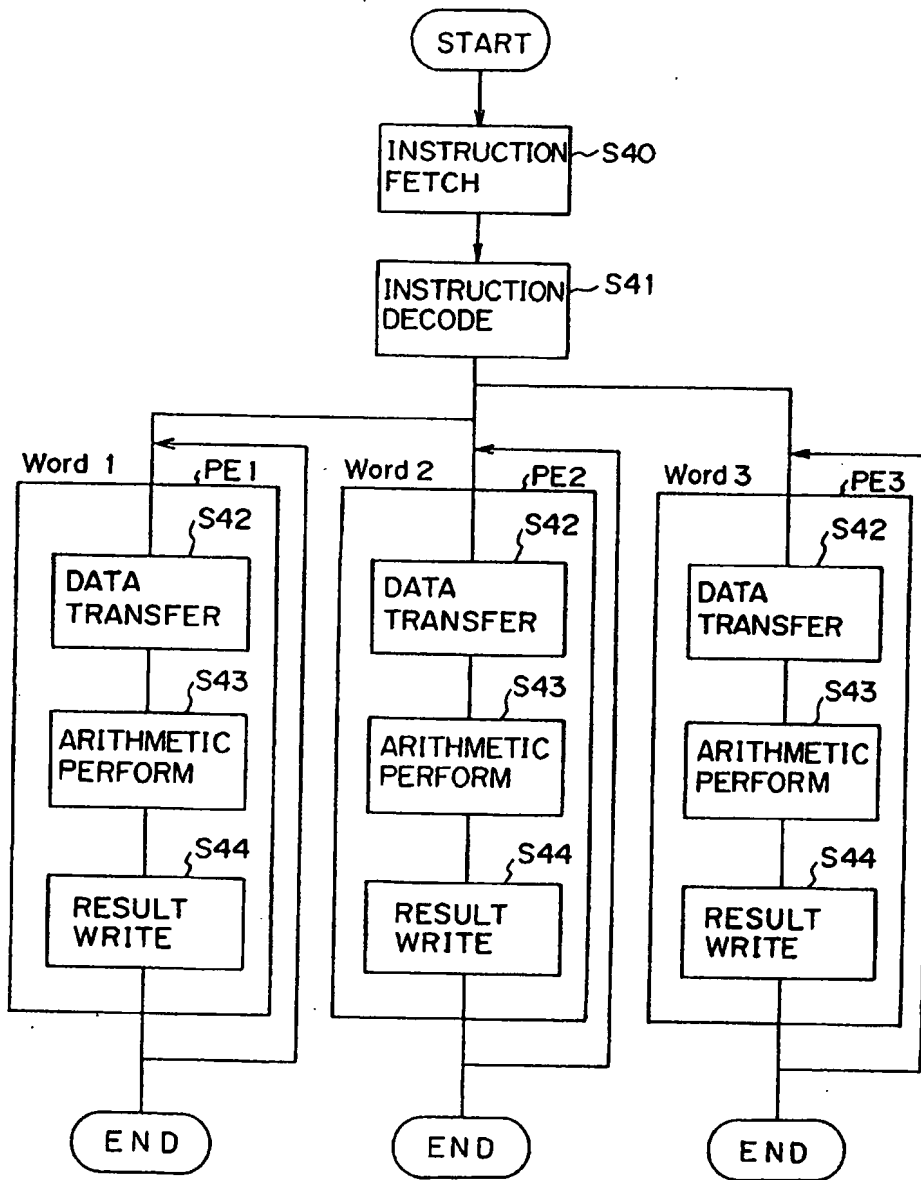 START
INSTRUCTION
FETCH
S40
INSTRUCTION
DECODE
S41
Word 1
PE1
S42
DATA
TRANSFER
S43
ARITHMETIC
PERFORM
S44
RESULT
WRITE
END
Word 2
PE2
S42
DATA
TRANSFER
S43
ARITHMETIC
PERFORM
S44
RESULT
WRITE
END
Word 3
PE3
S42
DATA
TRANSFER
S43
ARITHMETIC
PERFORM
S44
RESULT
WRITE
END